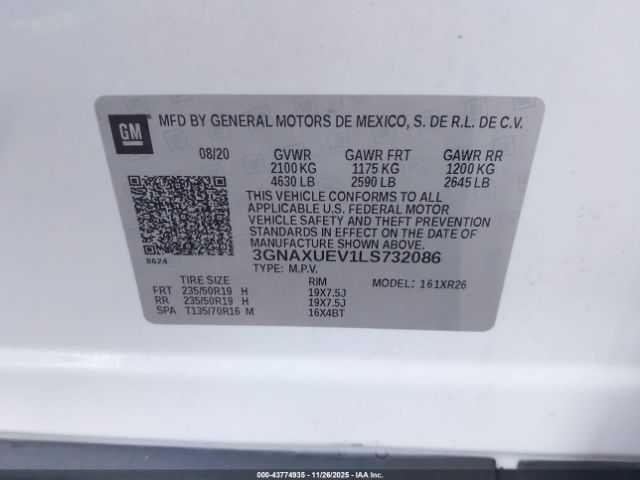 GM
MFD BY GENERAL MOTORS DE MEXICO, S. DE R.L. DE C.V.
08/20 GVWR GAWR FRT GAWR RR
2100 KG 1175 KG 1200 KG
4630 LB 2590 LB 2645 LB
THIS VEHICLE CONFORMS TO ALL
APPLICABLE U.S. FEDERAL MOTOR
VEHICLE SAFETY AND THEFT PREVENTION
STANDARDS IN EFFECT ON THE DATE OF
MANUFACTURE SHOWN ABOVE.
8624
3GNAXUEV1LS732086
TYPE: M.P.V.
TIRE SIZE RIM MODEL: 161XR26
FRT 235/50R19 H 19X7.5J
RR 235/50R19 H 19X7.5J
SPA T135/70R16 M 16X4BT
000-43774935 - 11/26/2025 - IAA, Inc.